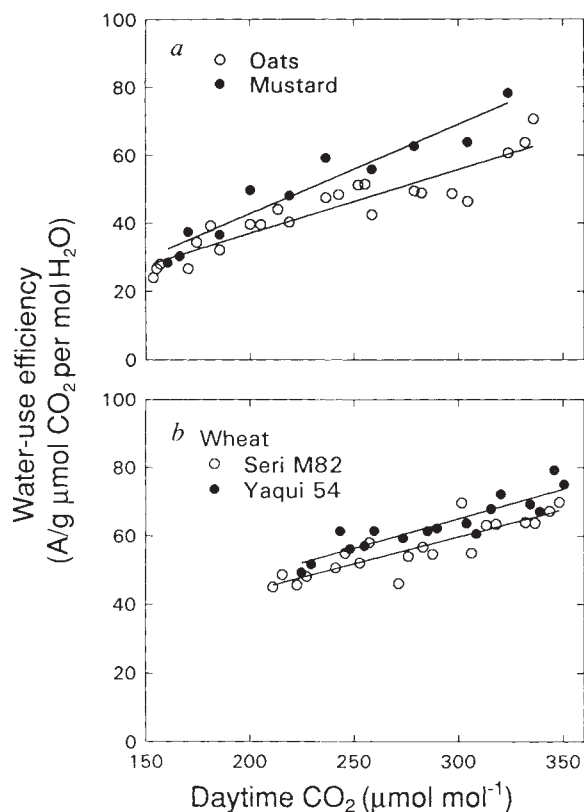 Water-use efficiency
(A/g μmol CO₂ per mol H₂O)
100
80
60
40
20
0
a
Oats
Mustard
100
80
60
40
20
0
b Wheat
Seri M82
Yaqui 54
150 200 250 300 350
Daytime CO₂ (μmol mol⁻¹)